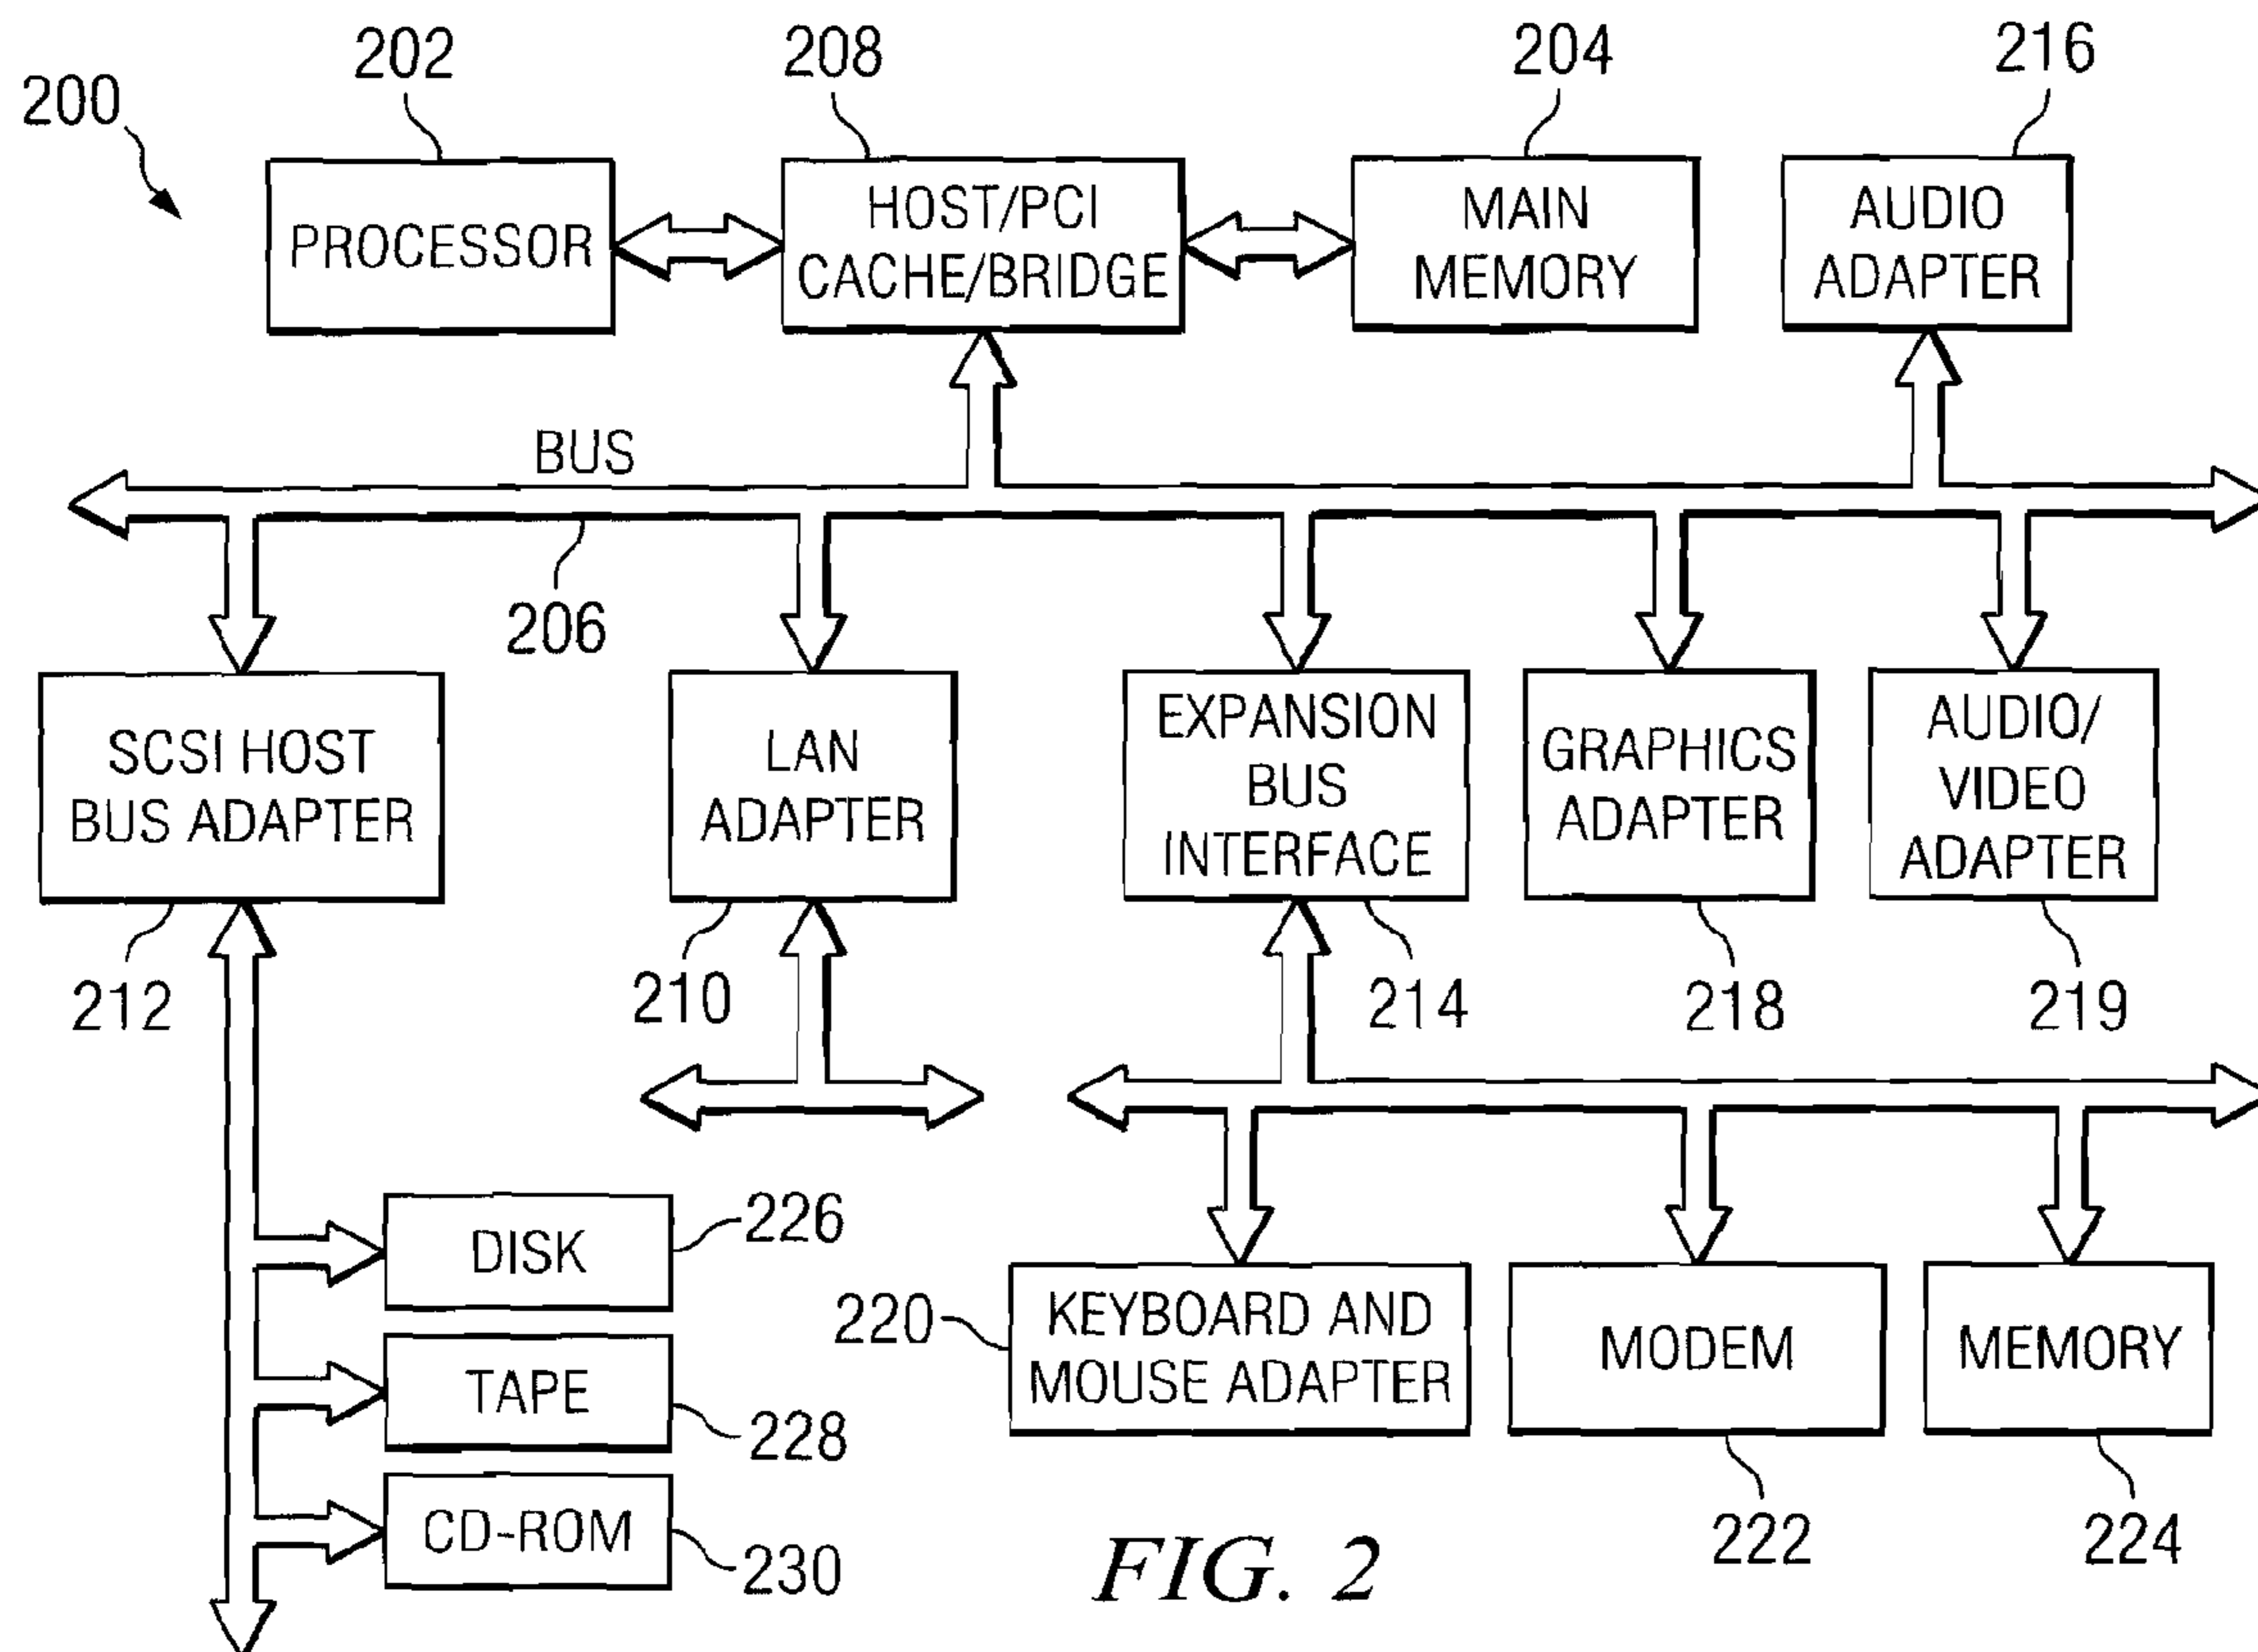 200
202
208
204
216
PROCESSOR
HOST/PCI
CACHE/BRIDGE
MAIN
MEMORY
AUDIO
ADAPTER
BUS
206
SCSI HOST
BUS ADAPTER
LAN
ADAPTER
EXPANSION
BUS
INTERFACE
GRAPHICS
ADAPTER
AUDIO/
VIDEO
ADAPTER
212
210
214
218
219
DISK
226
TAPE
228
CD-ROM
230
220
KEYBOARD AND
MOUSE ADAPTER
MODEM
MEMORY
222
224
FIG. 2